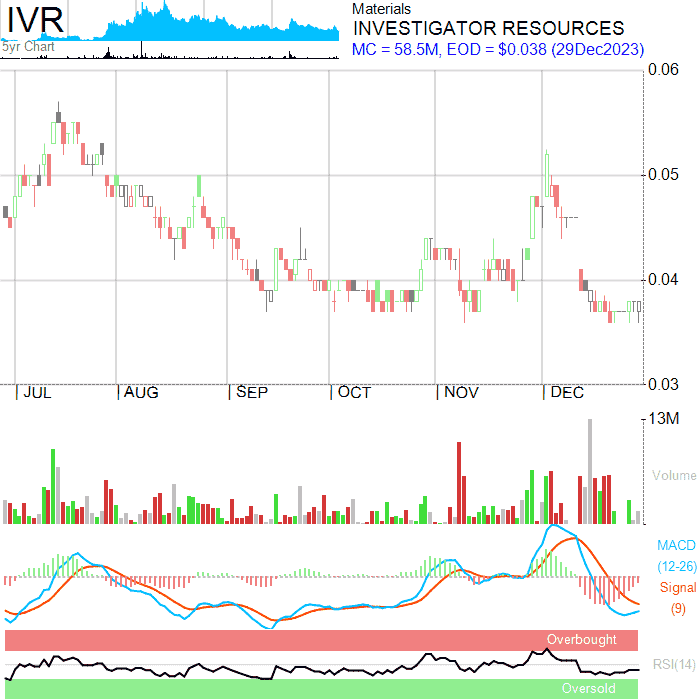 IVR
5yr Chart
Materials
INVESTIGATOR RESOURCES
MC = 58.5M, EOD = $0.038 (29Dec2023)
0.06
0.05
0.04
0.03
JUL AUG SEP OCT NOV DEC
13M
Volume
MACD
(12-26)
Signal
(9)
Overbought
RSI(14)
Oversold